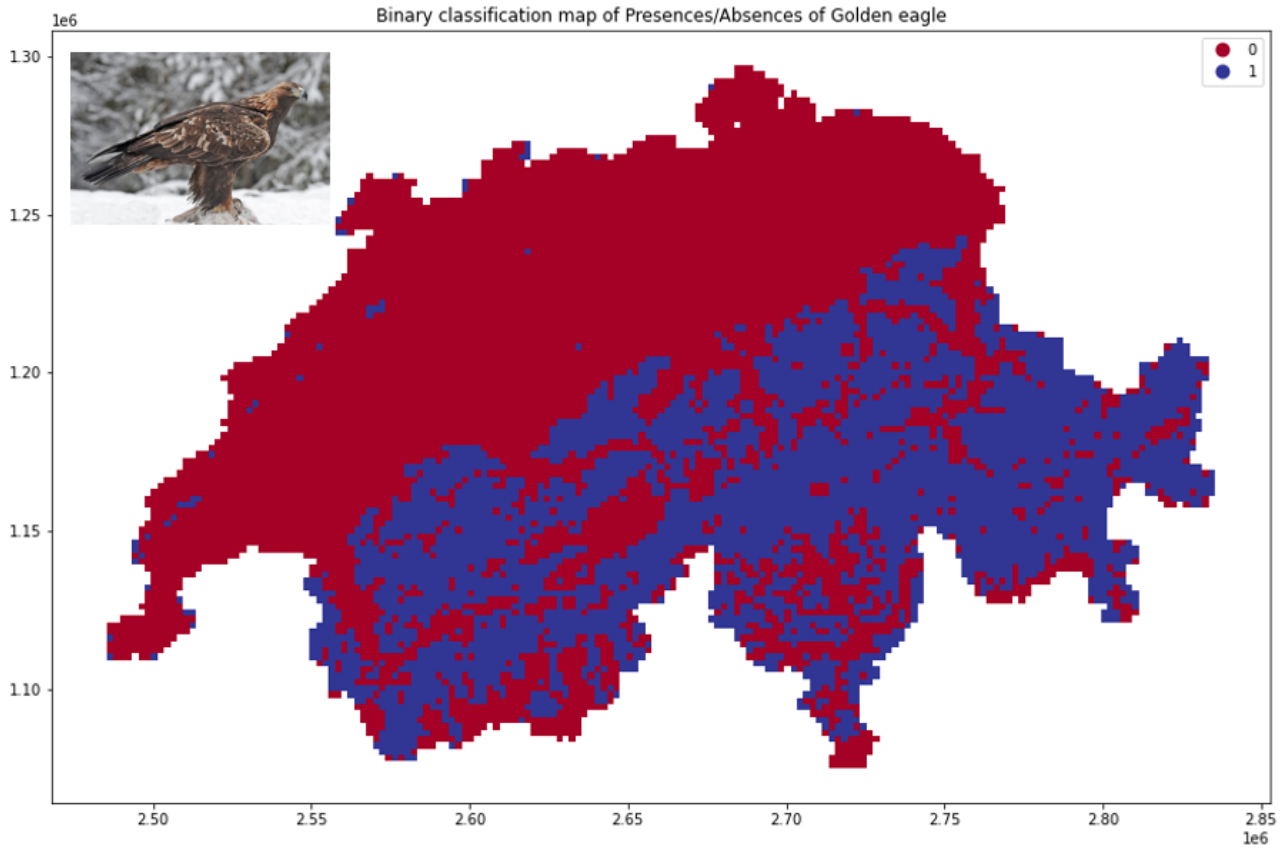 Binary classification map of Presences/Absences of Golden eagle
1e6
0
1
1.30
1.25
1.20
1.15
1.10
2.50 2.55 2.60 2.65 2.70 2.75 2.80 2.85
1e6